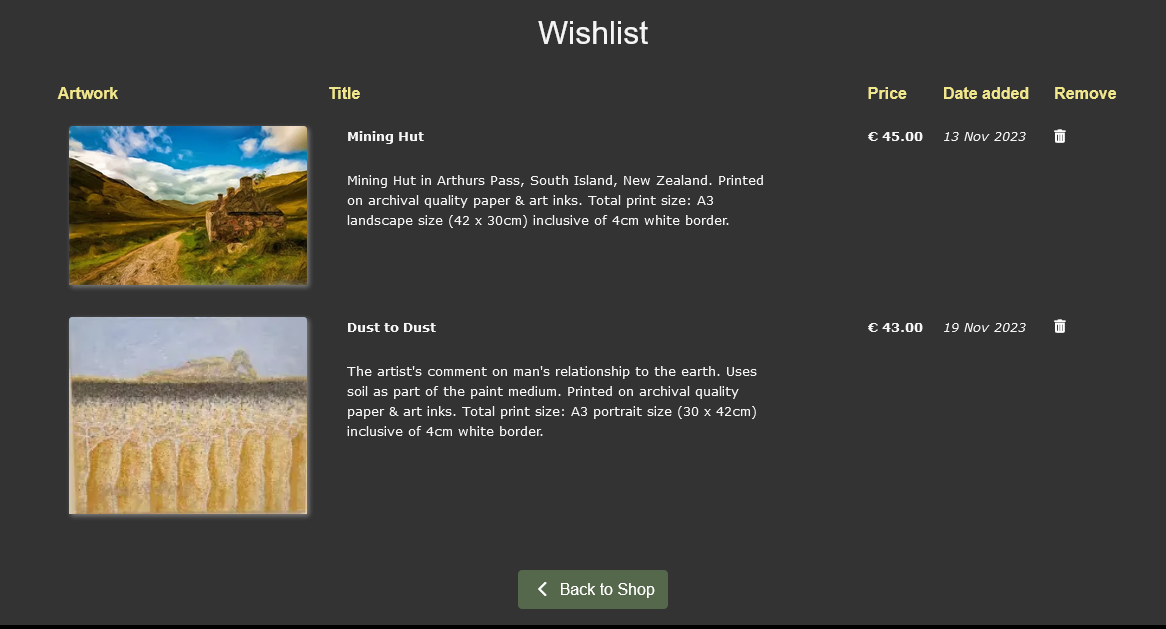 Wishlist
Artwork Title Price Date added Remove
Mining Hut € 45.00 13 Nov 2023
Mining Hut in Arthurs Pass, South Island, New Zealand. Printed
on archival quality paper & art inks. Total print size: A3
landscape size (42 x 30cm) inclusive of 4cm white border.
Dust to Dust € 43.00 19 Nov 2023
The artist's comment on man's relationship to the earth. Uses
soil as part of the paint medium. Printed on archival quality
paper & art inks. Total print size: A3 portrait size (30 x 42cm)
inclusive of 4cm white border.
Back to Shop